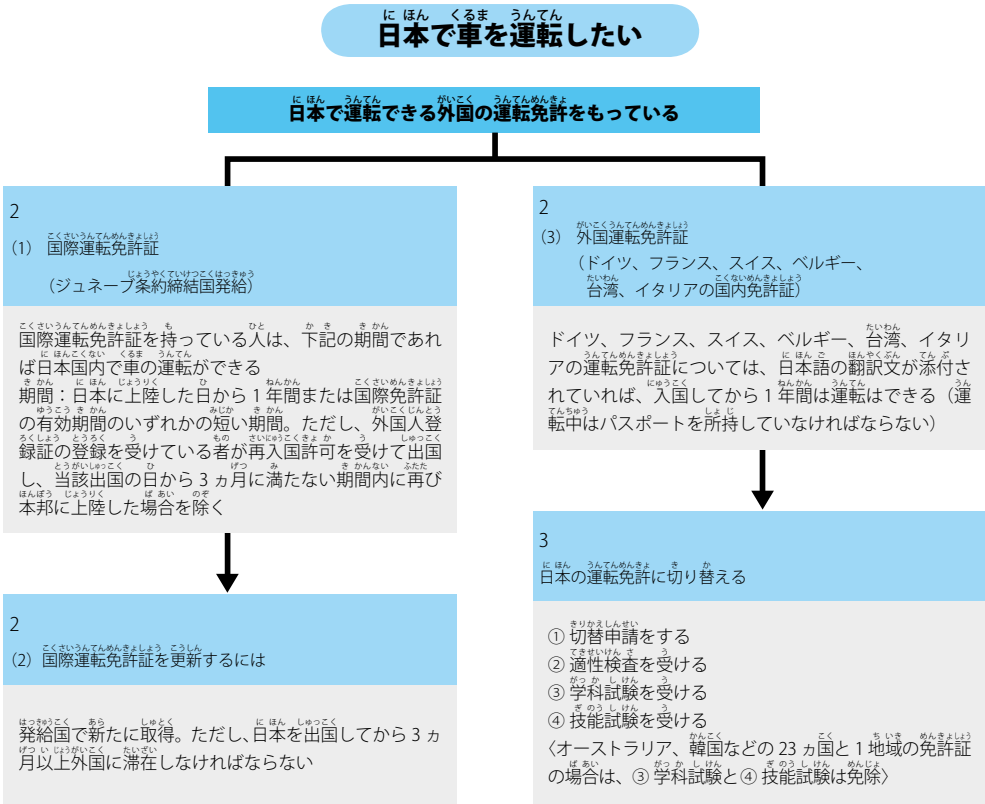 日本で車を運転したい
日本で運転できる外国の運転免許をもっている
2
(1) 国際運転免許証
(ジュネーブ条約締結国発給)
国際運転免許証を持っている人は、下記の期間であれ
ば日本国内で車の運転ができる
期間：日本に上陸した日から 1 年間または国際免許証
の有効期間のいずれかの短い期間。ただし、外国人登
録証の登録を受けている者が再入国許可を受けて出国
し、当該出国の日から 3 ヵ月に満たない期間内に再び
本邦に上陸した場合を除く
2
(2) 国際運転免許証を更新するには
発給国で新たに取得。ただし、日本を出国してから 3 ヵ
月以上外国に滞在しなければならない
2
(3) 外国運転免許証
(ドイツ、フランス、スイス、ベルギー、
台湾、イタリアの国内免許証)
ドイツ、フランス、スイス、ベルギー、台湾、イタリ
アの運転免許証については、日本語の翻訳文が添付さ
れていれば、入国してから 1 年間は運転はできる（運
転中はパスポートを所持していなければならない）
3
日本の運転免許に切り替える
① 切替申請をする
② 適性検査を受ける
③ 学科試験を受ける
④ 技能試験を受ける
〈オーストラリア、韓国などの 23 ヵ国と 1 地域の免許証
の場合は、③ 学科試験と④ 技能試験は免除〉